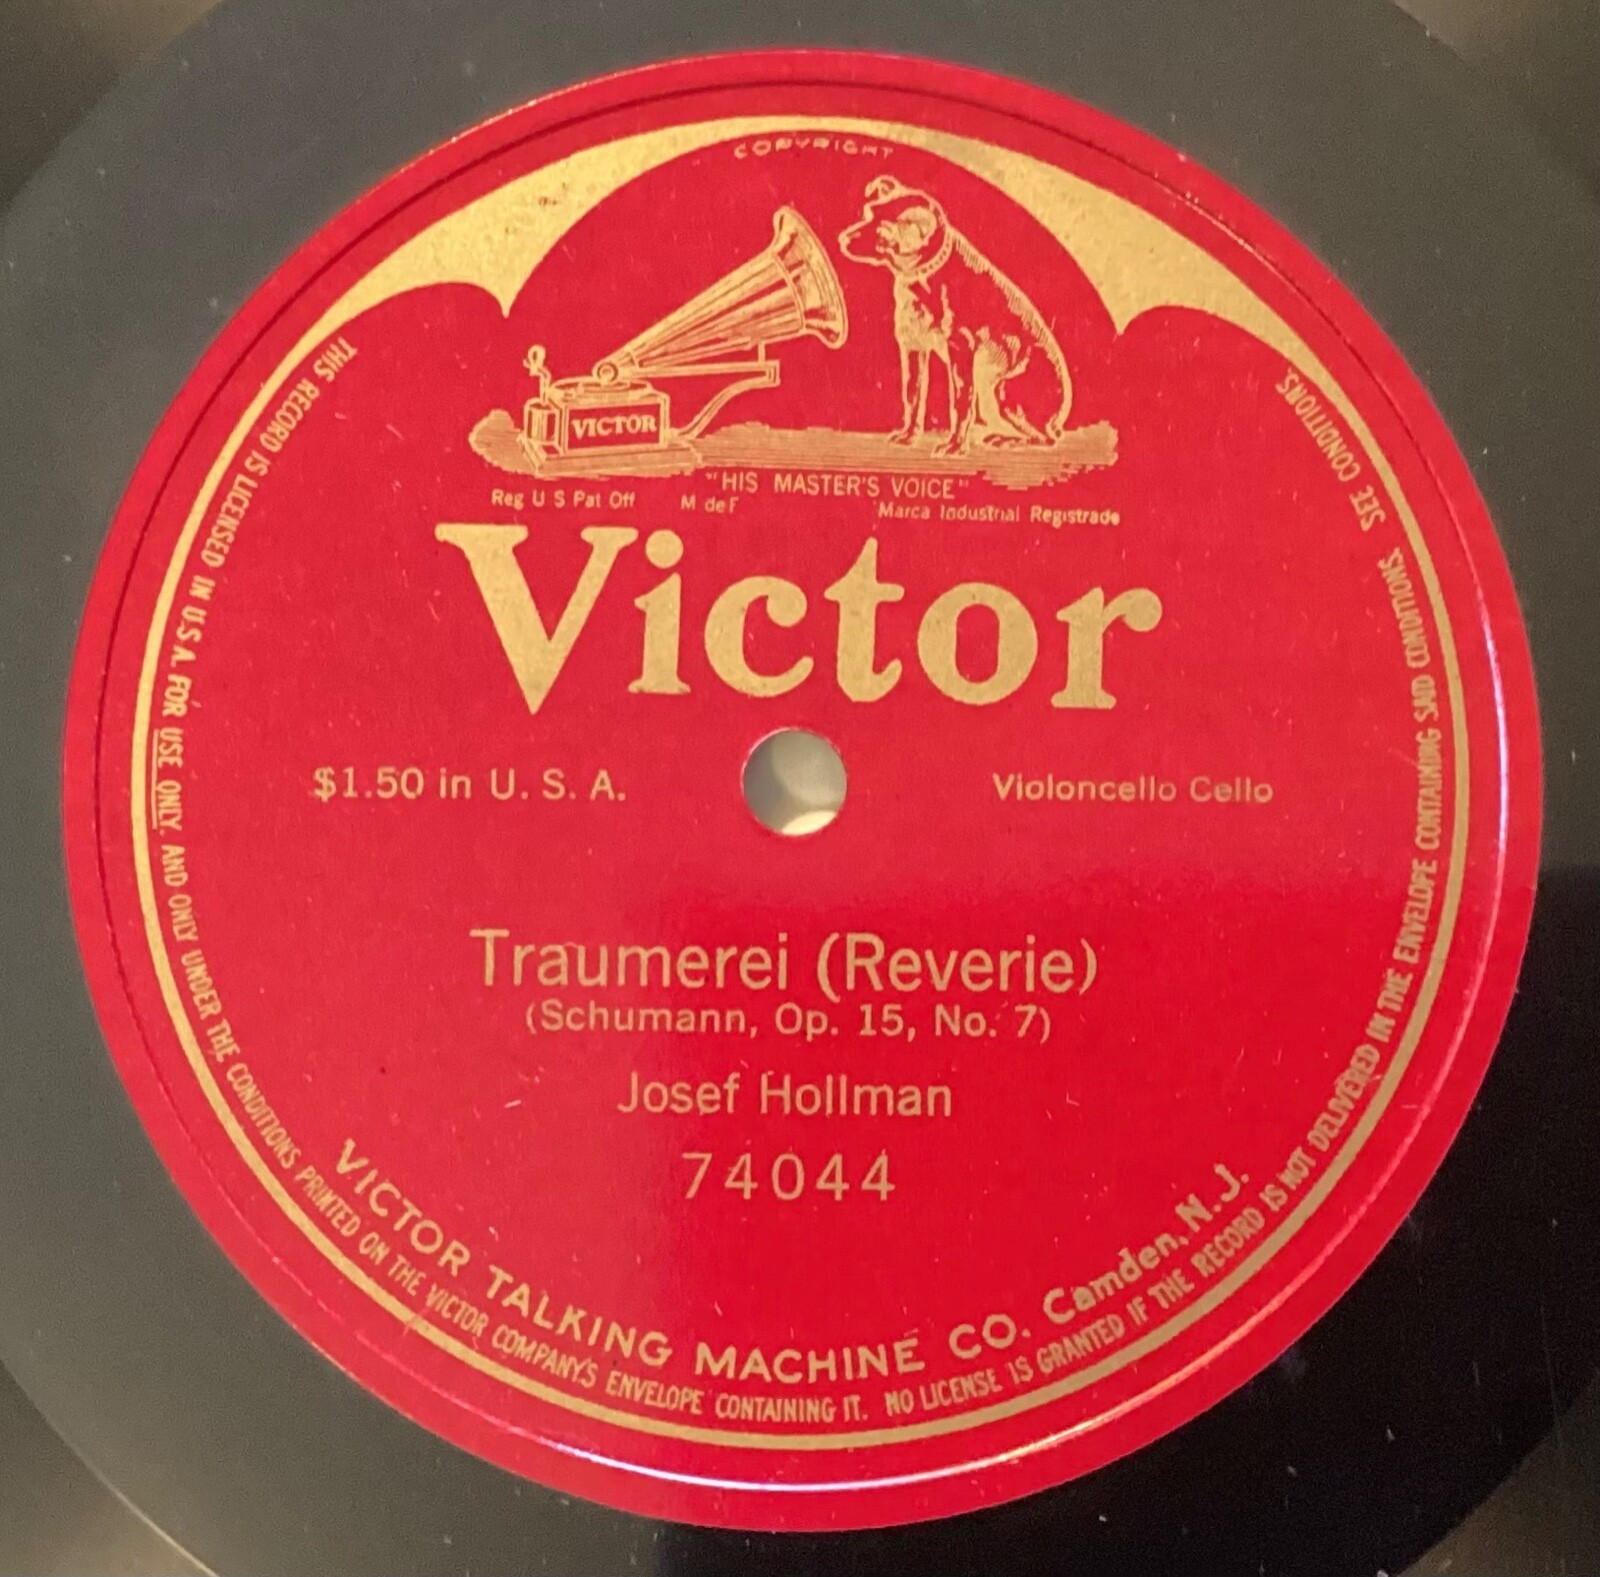 COPYRIGHT
VICTOR
"HIS MASTER'S VOICE"
Reg U S Pat Off M de F Marca Industrial Registrada
Victor
$1.50 in U. S. A. Violoncello Cello
Traumerei (Reverie)
(Schumann, Op. 15, No. 7)
Josef Hollman
74044
VICTOR TALKING MACHINE CO. Camden, N. J.
THIS RECORD IS LICENSED IN U.S.A. FOR USE ONLY, AND ONLY UNDER THE CONDITIONS PRINTED ON THE VICTOR COMPANY'S ENVELOPE CONTAINING IT. NO LICENSE IS GRANTED IF THE RECORD IS NOT DELIVERED IN THE ENVELOPE CONTAINING SAID CONDITIONS. SEE CONDITIONS.